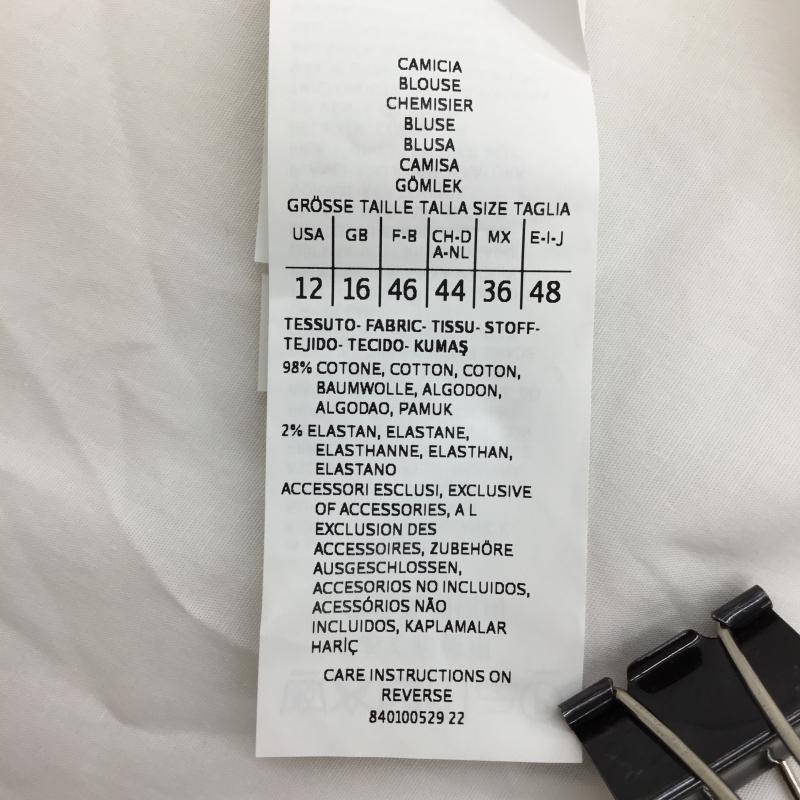 CAMICIA
BLOUSE
CHEMISIER
BLUSE
BLUSA
CAMISA
GÖMLEK
GRÖSSE TAILLE TALLA SIZE TAGLIA
USA GB F-B CH-D A-NL MX E-I-J
12 16 46 44 36 48
TESSUTO- FABRIC- TISSU- STOFF-
TEJIDO- TECIDO- KUMAŞ
98% COTONE, COTTON, COTON,
BAUMWOLLE, ALGODON,
ALGODAO, PAMUK
2% ELASTAN, ELASTANE,
ELASTHANNE, ELASTHAN,
ELASTANO
ACCESSORI ESCLUSI, EXCLUSIVE
OF ACCESSORIES, A L
EXCLUSION DES
ACCESSOIRES, ZUBEHÖRE
AUSGESCHLOSSEN,
ACCESORIOS NO INCLUIDOS,
ACESSÓRIOS NÃO
INCLUIDOS, KAPLAMALAR
HARİÇ
CARE INSTRUCTIONS ON
REVERSE
840100529 22